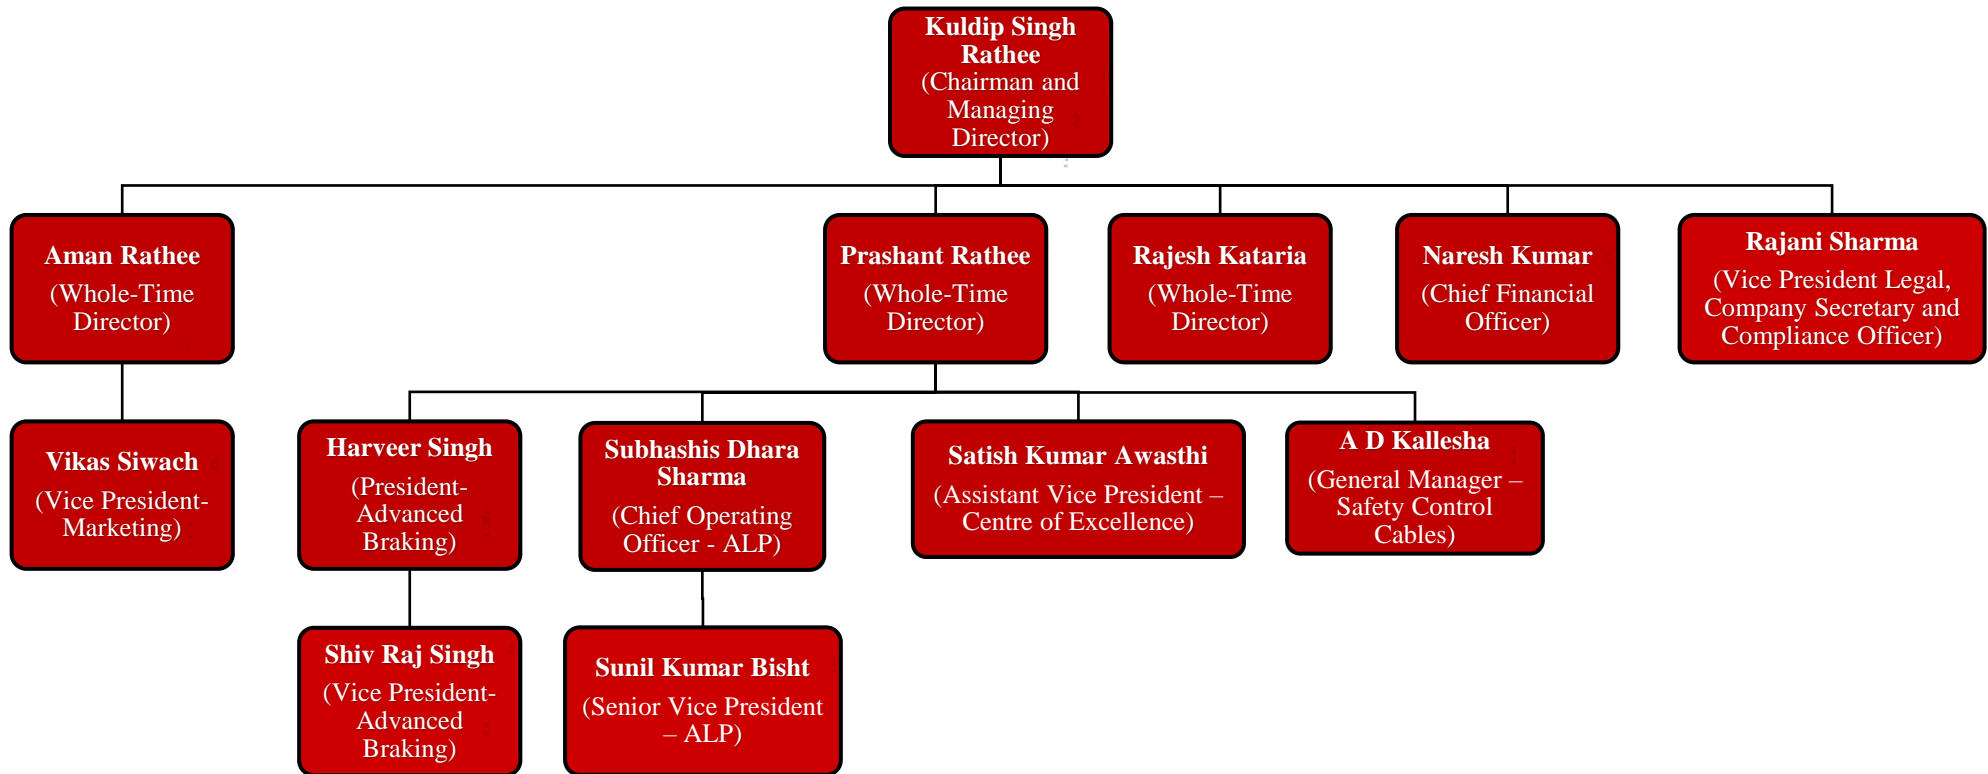 Kuldip Singh
Rathee
(Chairman and
Managing
Director)
Aman Rathee
(Whole-Time
Director)
Prashant Rathee
(Whole-Time
Director)
Rajesh Kataria
(Whole-Time
Director)
Naresh Kumar
(Chief Financial
Officer)
Rajani Sharma
(Vice President Legal,
Company Secretary and
Compliance Officer)
Vikas Siwach
(Vice President-
Marketing)
Harveer Singh
(President-
Advanced
Braking)
Subhashis Dhara
Sharma
(Chief Operating
Officer - ALP)
Satish Kumar Awasthi
(Assistant Vice President –
Centre of Excellence)
A D Kallesha
(General Manager –
Safety Control
Cables)
Shiv Raj Singh
(Vice President-
Advanced
Braking)
Sunil Kumar Bisht
(Senior Vice President
– ALP)